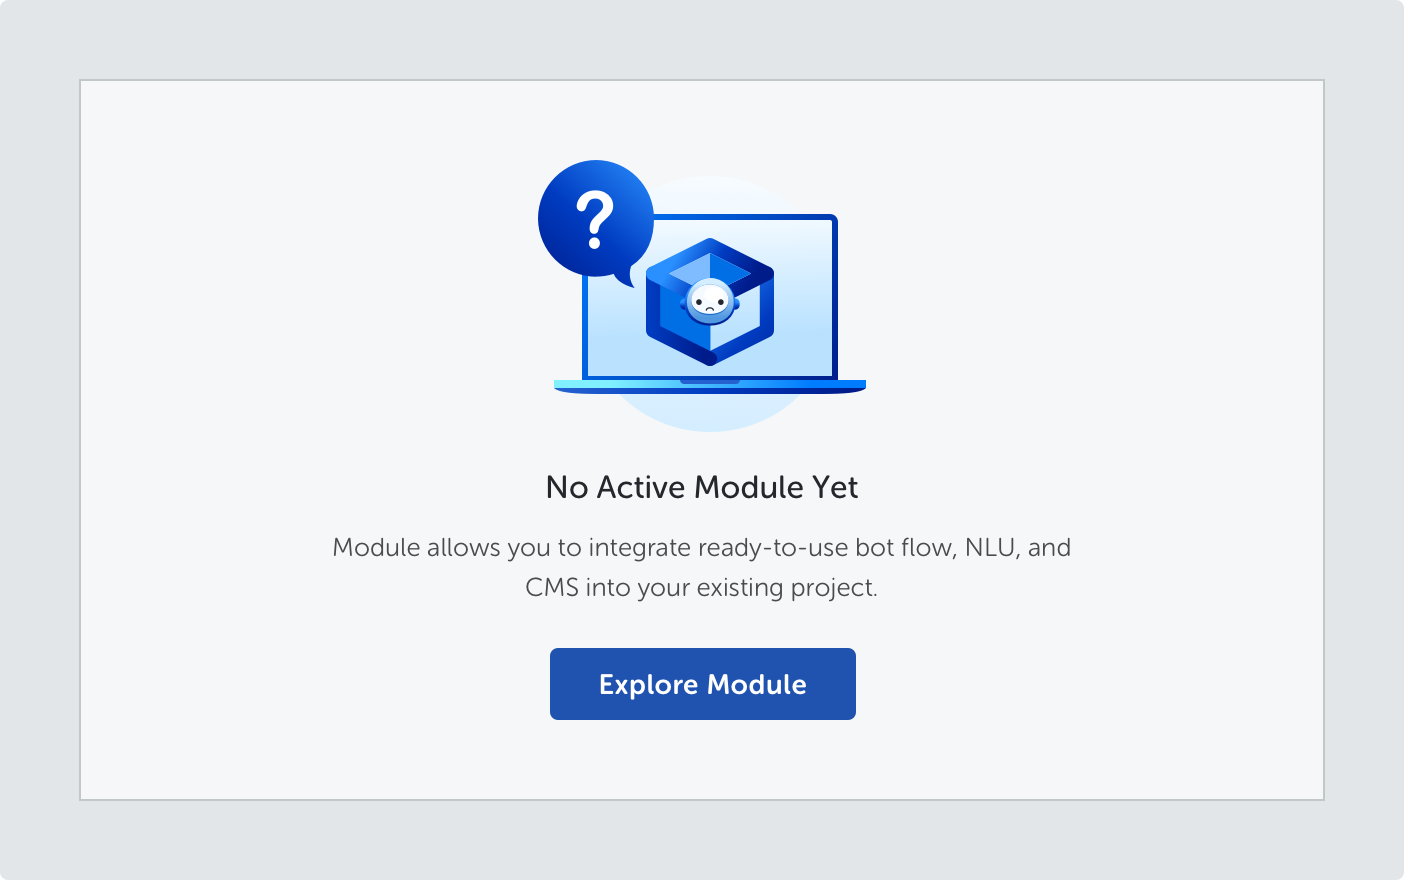 ?
No Active Module Yet
Module allows you to integrate ready-to-use bot flow, NLU, and
CMS into your existing project.
Explore Module